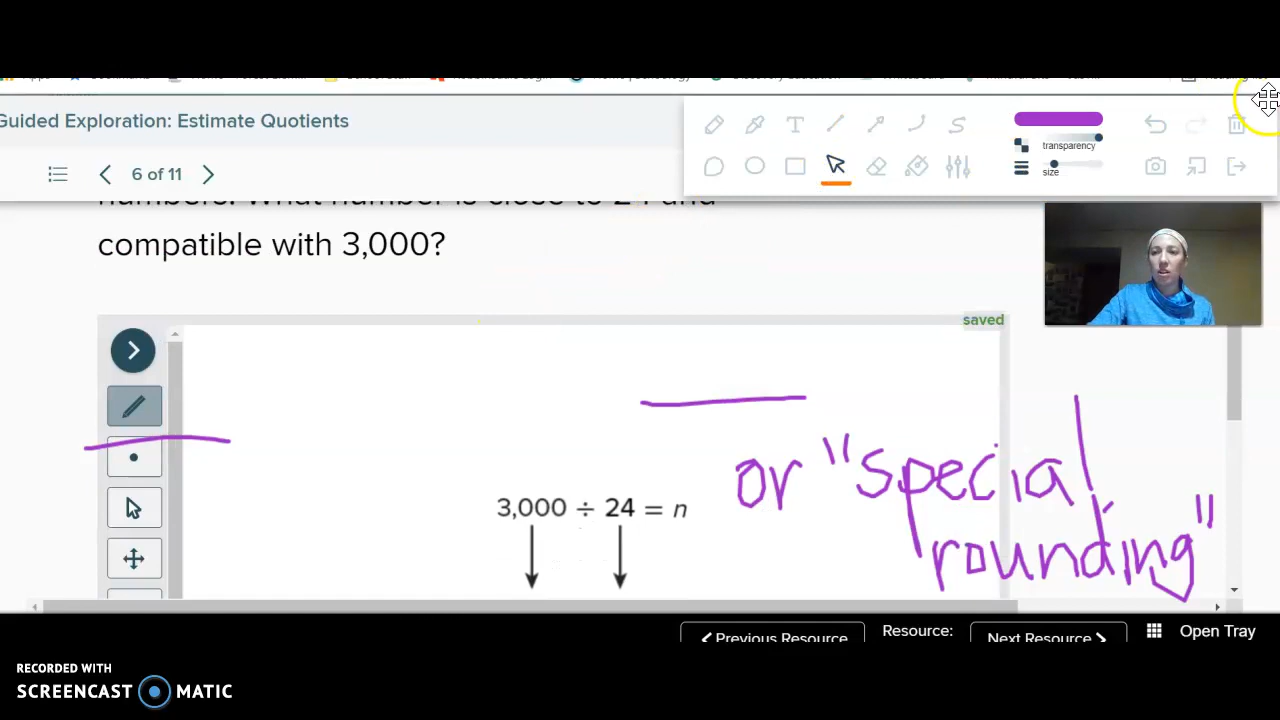 Guided Exploration: Estimate Quotients
transparency
size
6 of 11
compatible with 3,000?
saved
or "special
rounding"
3,000 ÷ 24 = n
Previous Resource
Resource:
Next Resource
Open Tray
RECORDED WITH
SCREENCAST MATIC